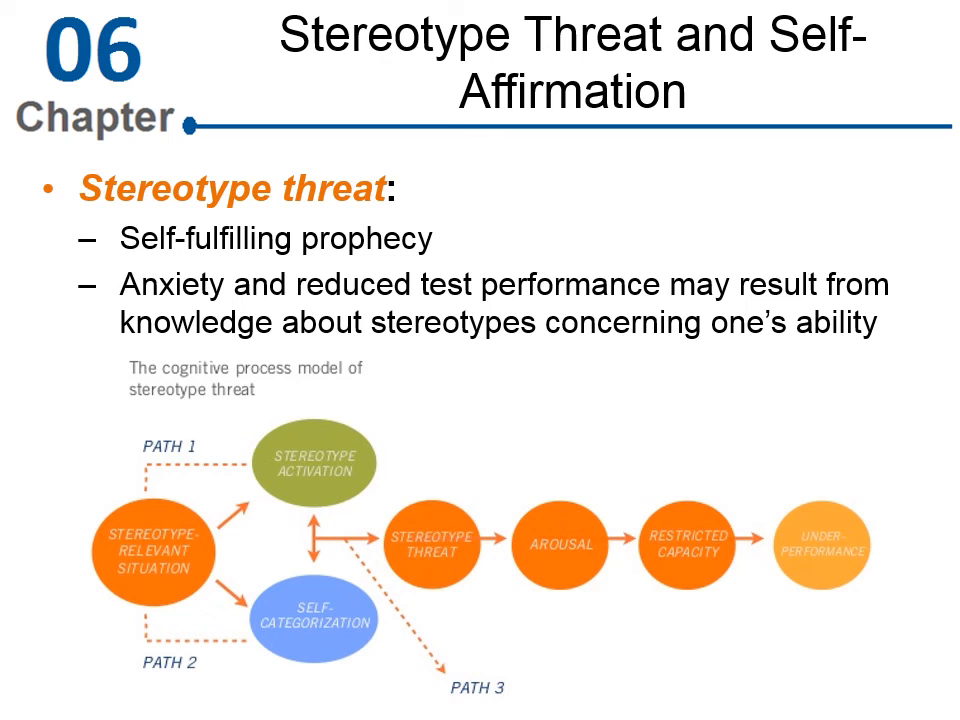 06
Chapter
Stereotype Threat and Self-
Affirmation
• Stereotype threat:
– Self-fulfilling prophecy
– Anxiety and reduced test performance may result from
knowledge about stereotypes concerning one’s ability
The cognitive process model of
stereotype threat
PATH 1
STEREOTYPE
ACTIVATION
STEREOTYPE-
RELEVANT
SITUATION
STEREOTYPE
THREAT
AROUSAL
RESTRICTED
CAPACITY
UNDER-
PERFORMANCE
SELF-
CATEGORIZATION
PATH 2
PATH 3